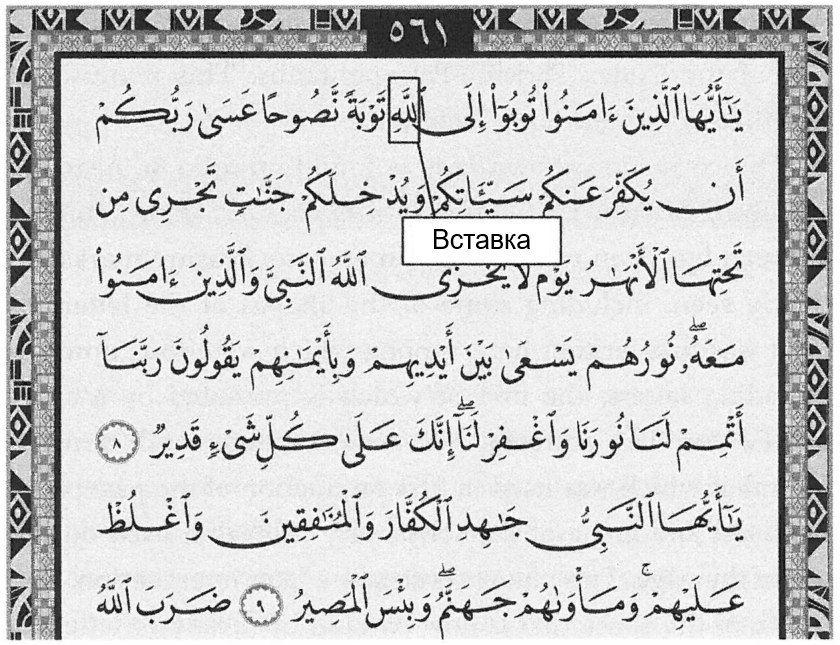 ٥٦١
يَـٰٓأَيُّهَا ٱلَّذِينَ ءَامَنُوا۟ تُوبُوٓا۟ إِلَى ٱللَّهِ تَوْبَةً نَّصُوحًا عَسَىٰ رَبُّكُمْ
أَن يُكَفِّرَ عَنكُمْ سَيِّـَٔاتِكُمْ وَيُدْخِلَكُمْ جَنَّـٰتٍ تَجْرِى مِن
Вставка
تَحْتِهَا ٱلْأَنْهَـٰرُ يَوْمَ لَا يُخْزِى ٱللَّهُ ٱلنَّبِىَّ وَٱلَّذِينَ ءَامَنُوا۟
مَعَهُۥ ۖ نُورُهُمْ يَسْعَىٰ بَيْنَ أَيْدِيهِمْ وَبِأَيْمَـٰنِهِمْ يَقُولُونَ رَبَّنَآ
أَتْمِمْ لَنَا نُورَنَا وَٱغْفِرْ لَنَآ ۖ إِنَّكَ عَلَىٰ كُلِّ شَىْءٍ قَدِيرٌ ٨
يَـٰٓأَيُّهَا ٱلنَّبِىُّ جَـٰهِدِ ٱلْكُفَّارَ وَٱلْمُنَـٰفِقِينَ وَٱغْلُظْ
عَلَيْهِمْ ۚ وَمَأْوَىٰهُمْ جَهَنَّمُ ۖ وَبِئْسَ ٱلْمَصِيرُ ٩ ضَرَبَ ٱللَّهُ